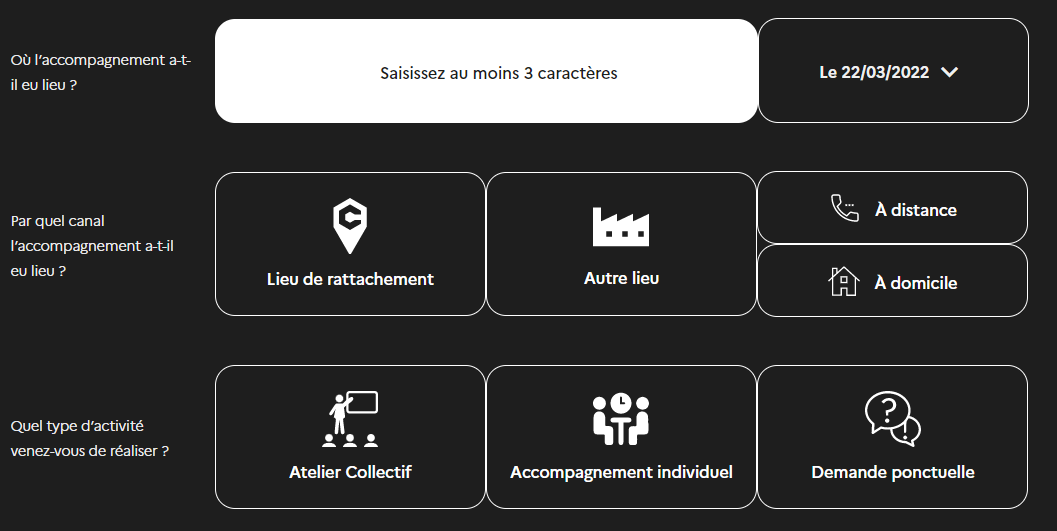 Où l'accompagnement a-t-
il eu lieu ?
Saisissez au moins 3 caractères
Le 22/03/2022
Par quel canal
l'accompagnement a-t-il
eu lieu ?
Lieu de rattachement
Autre lieu
À distance
À domicile
Quel type d'activité
venez-vous de réaliser ?
Atelier Collectif
Accompagnement individuel
Demande ponctuelle